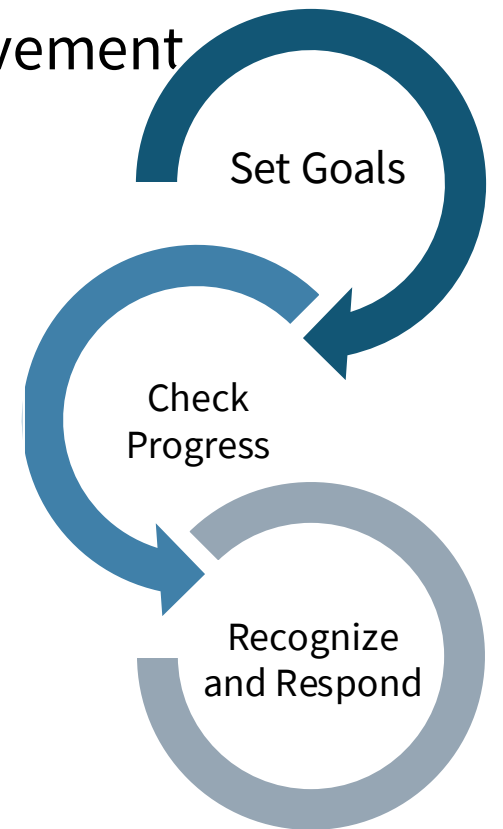 vement
Set Goals
Check
Progress
Recognize
and Respond